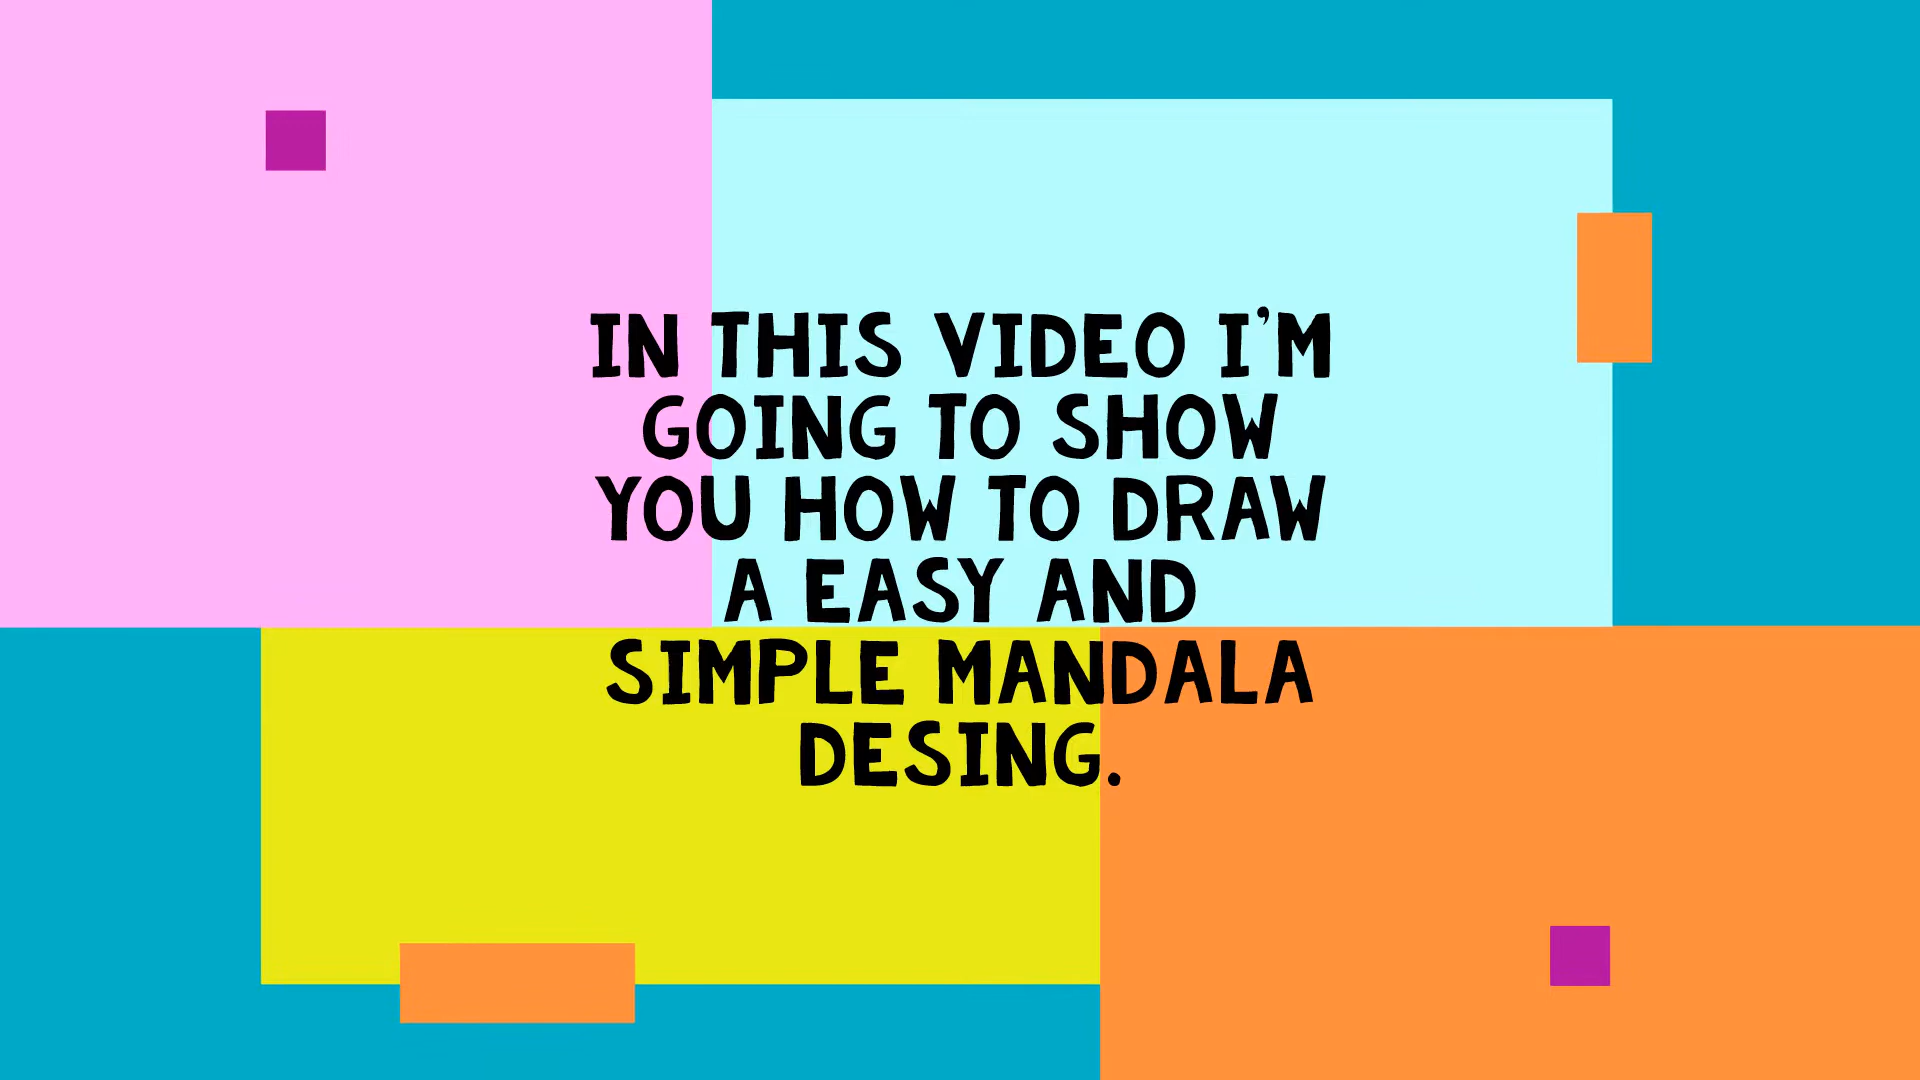 IN THIS VIDEO I'M
GOING TO SHOW
YOU HOW TO DRAW
A EASY AND
SIMPLE MANDALA
DESING.